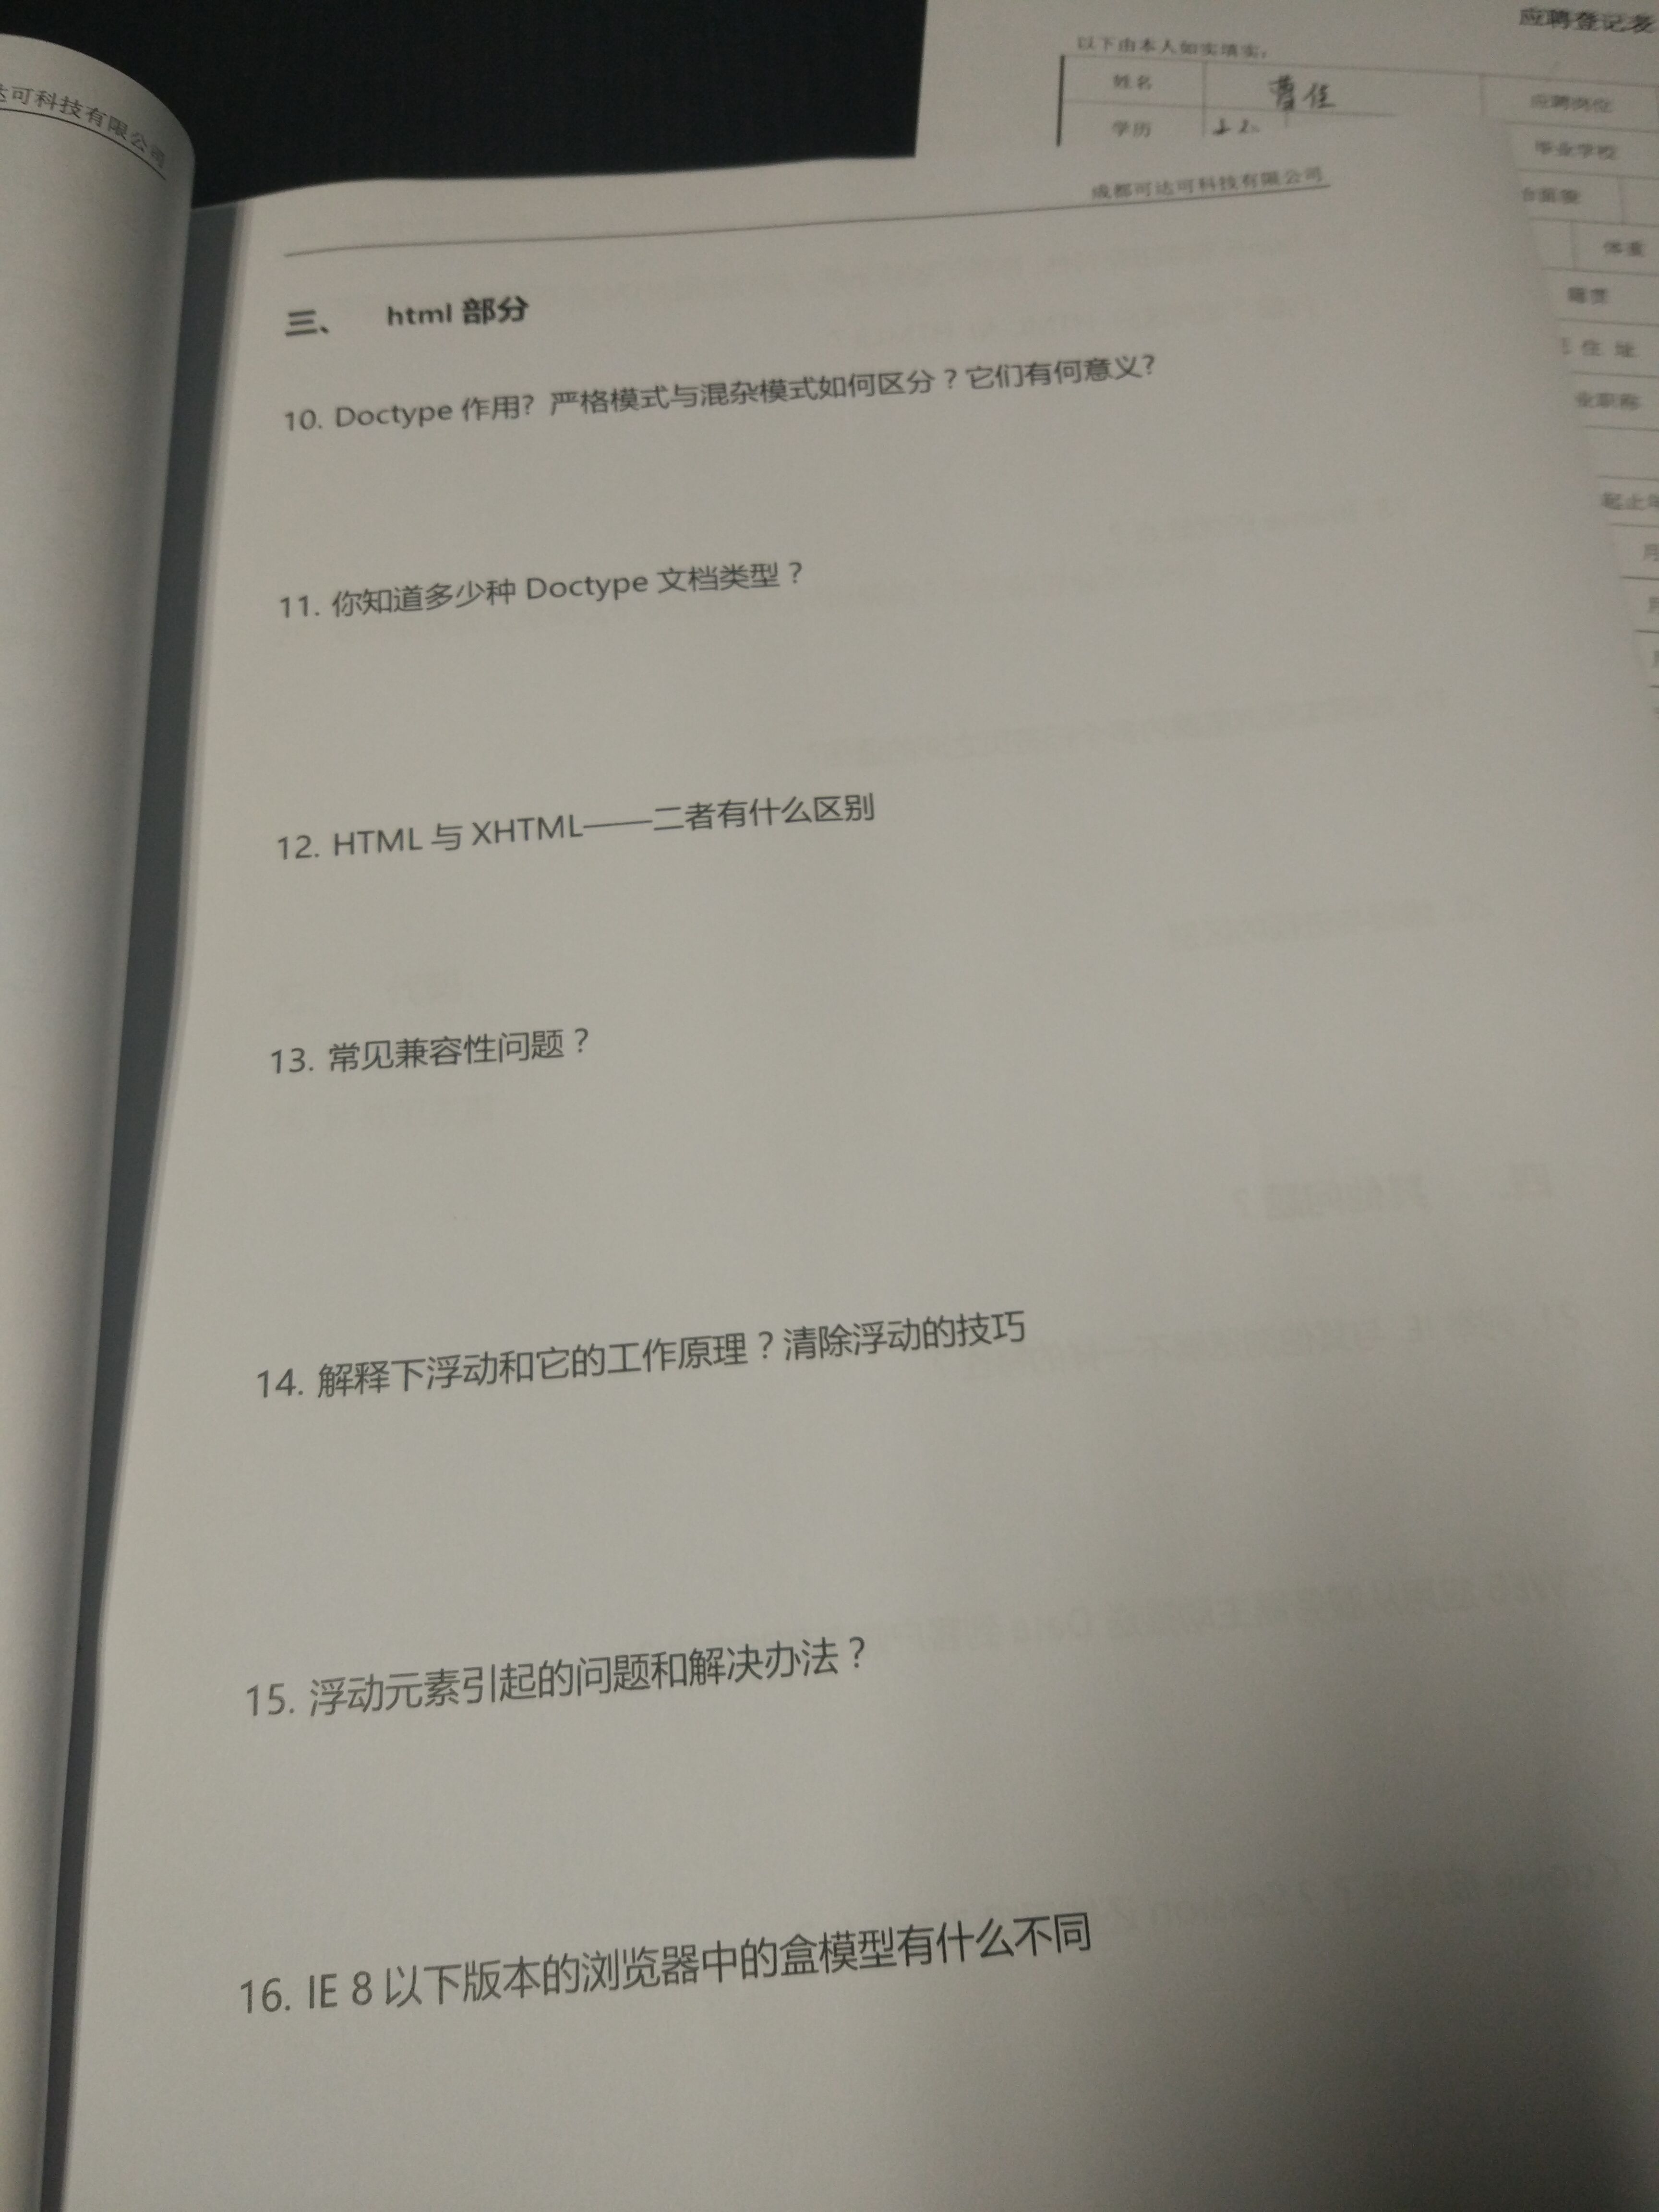 达可科技有限公司
应聘登记表
以下由本人如实填实:
姓名
曹佳
应聘岗位
学历
毕业学校
体重
住址
业职称
成都可达可科技有限公司
三、 html 部分
10. Doctype 作用? 严格模式与混杂模式如何区分？它们有何意义?
11. 你知道多少种 Doctype 文档类型？
12. HTML 与 XHTML——二者有什么区别
13. 常见兼容性问题？
14. 解释下浮动和它的工作原理？清除浮动的技巧
15. 浮动元素引起的问题和解决办法？
16. IE 8 以下版本的浏览器中的盒模型有什么不同